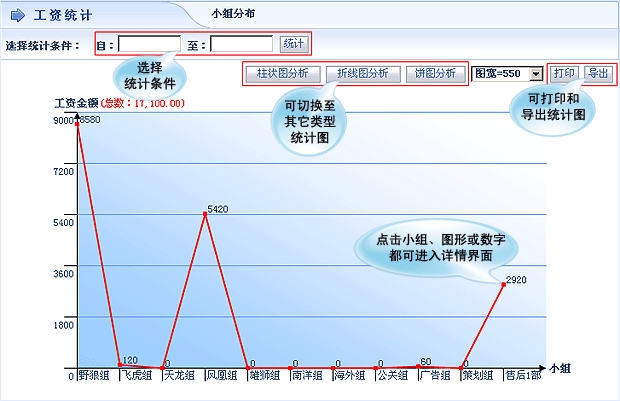 工资统计
小组分布
选择统计条件： 自： 至： 统计
选择
统计条件
柱状图分析 折线图分析 饼图分析 图宽=550 打印 导出
可切换至
其它类型
统计图
可打印和
导出统计图
工资金额(总数：17,100.00)
9000
8580
7200
5400
5420
点击小组、图形或数字
都可进入详情界面
3600
2920
1800
120 0 0 0 0 0 60 0
0
野狼组 飞虎组 天龙组 凤凰组 雄狮组 南洋组 海外组 公关组 广告组 策划组 售后1部
小组